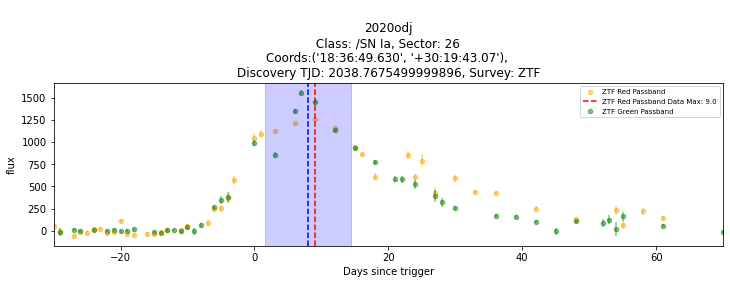 2020odj
Class: /SN Ia, Sector: 26
Coords:('18:36:49.630', '+30:19:43.07'),
Discovery TJD: 2038.7675499999896, Survey: ZTF
ZTF Red Passband
ZTF Red Passband Data Max: 9.0
ZTF Green Passband
flux
1500
1250
1000
750
500
250
0
−20
0
20
40
60
Days since trigger